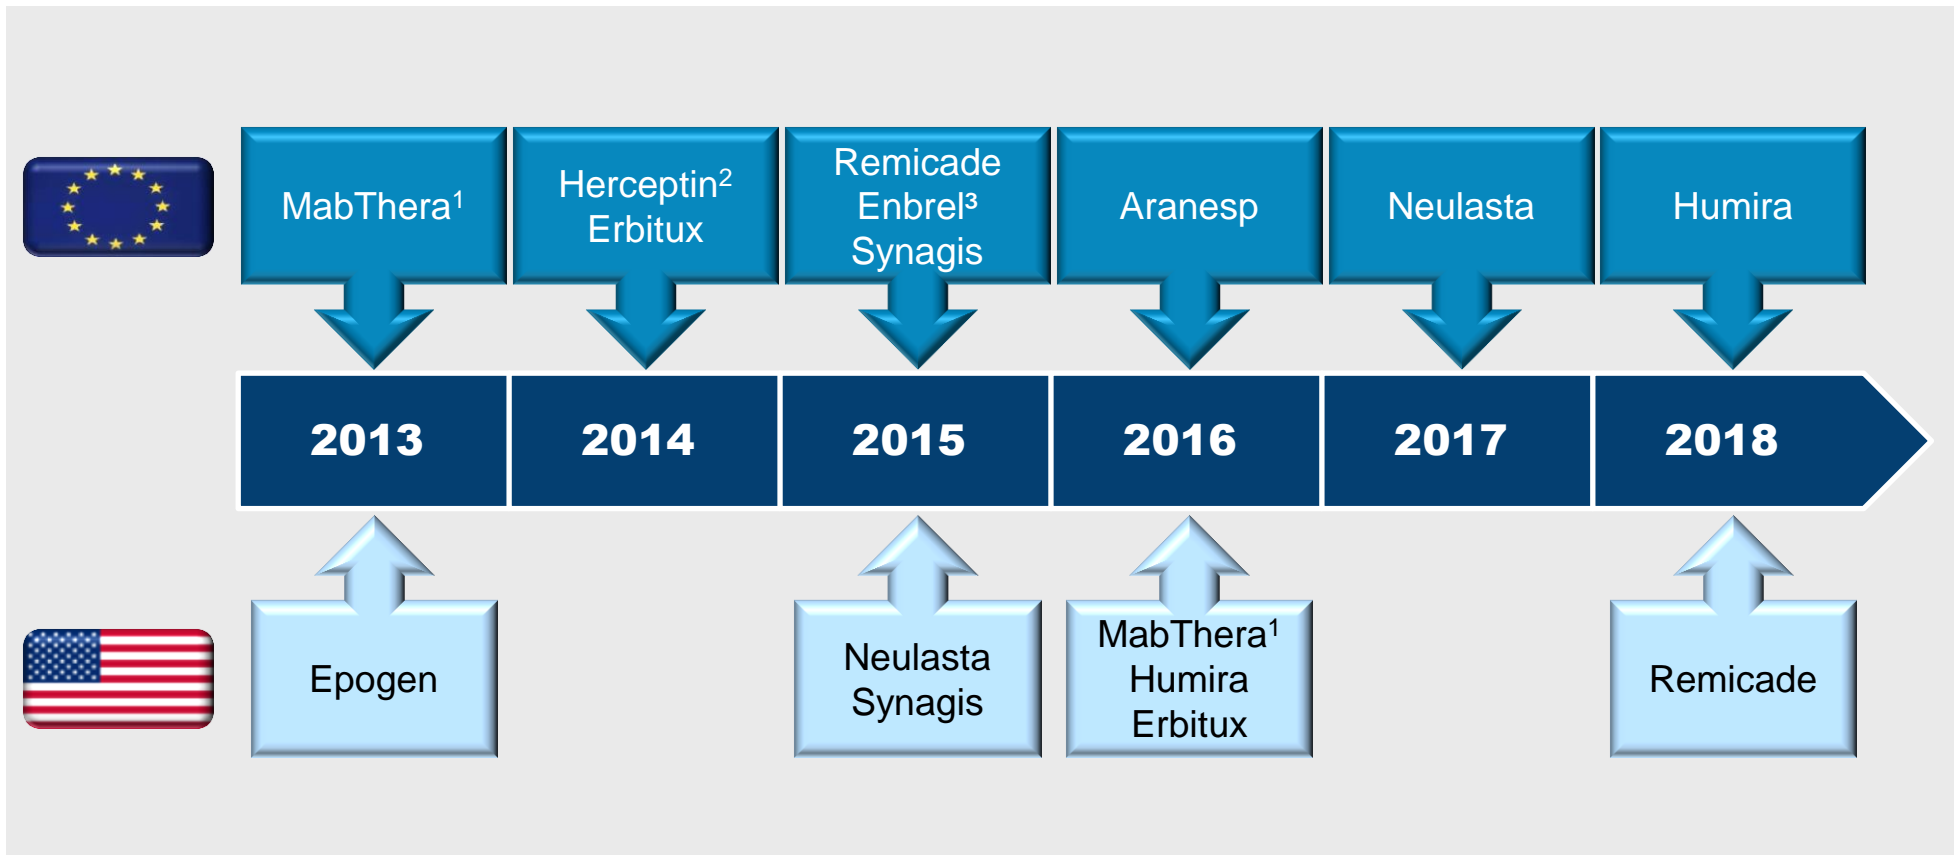 MabThera¹
Herceptin²
Erbitux
Remicade
Enbrel³
Synagis
Aranesp
Neulasta
Humira
2013
2014
2015
2016
2017
2018
Epogen
Neulasta
Synagis
MabThera¹
Humira
Erbitux
Remicade